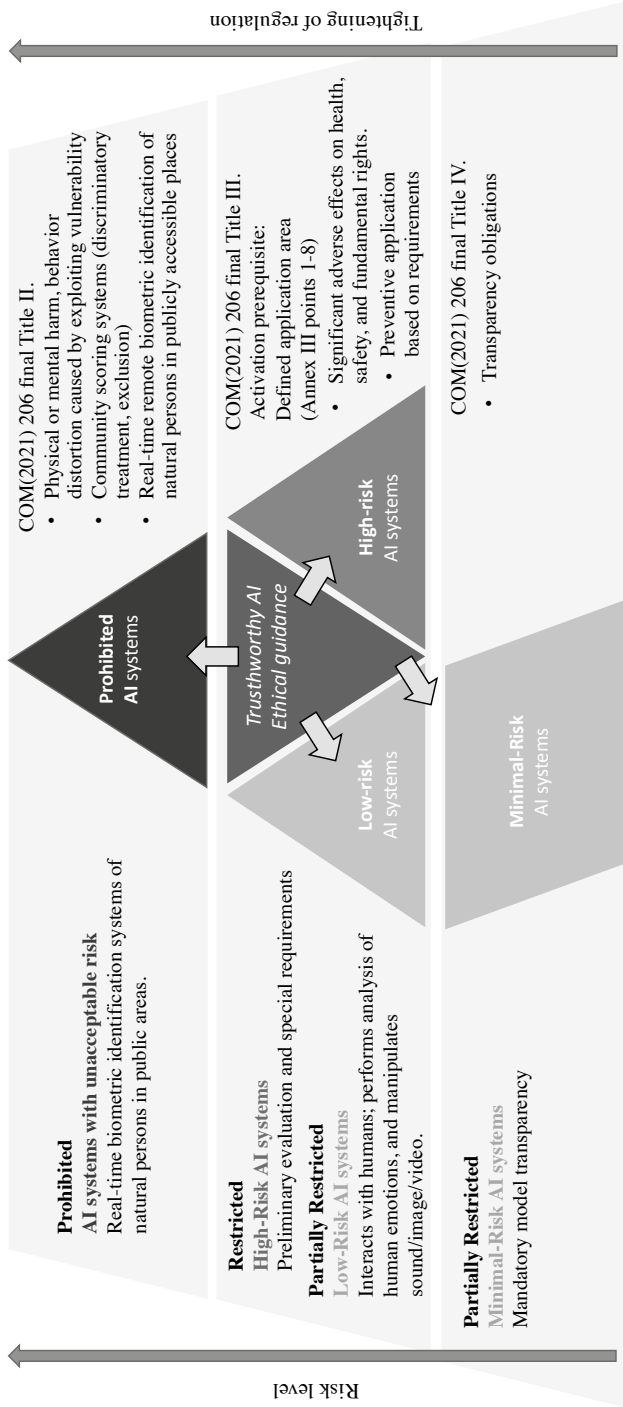 Risk level
Prohibited
AI systems with unacceptable risk
Real-time biometric identification systems of
natural persons in public areas.
Restricted
High-Risk AI systems
Preliminary evaluation and special requirements
Partially Restricted
Low-Risk AI systems
Interacts with humans; performs analysis of
human emotions, and manipulates
sound/image/video.
Partially Restricted
Minimal-Risk AI systems
Mandatory model transparency
Prohibited
AI systems
Trusthworthy AI
Ethical guidance
Low-risk
AI systems
High-risk
AI systems
Minimal-Risk
AI systems
COM(2021) 206 final Title II.
• Physical or mental harm, behavior
distortion caused by exploiting vulnerability
• Community scoring systems (discriminatory
treatment, exclusion)
• Real-time remote biometric identification of
natural persons in publicly accessible places
COM(2021) 206 final Title III.
Activation prerequisite:
Defined application area
(Annex III points 1-8)
• Significant adverse effects on health,
safety, and fundamental rights.
• Preventive application
based on requirements
COM(2021) 206 final Title IV.
• Transparency obligations
Tightening of regulation